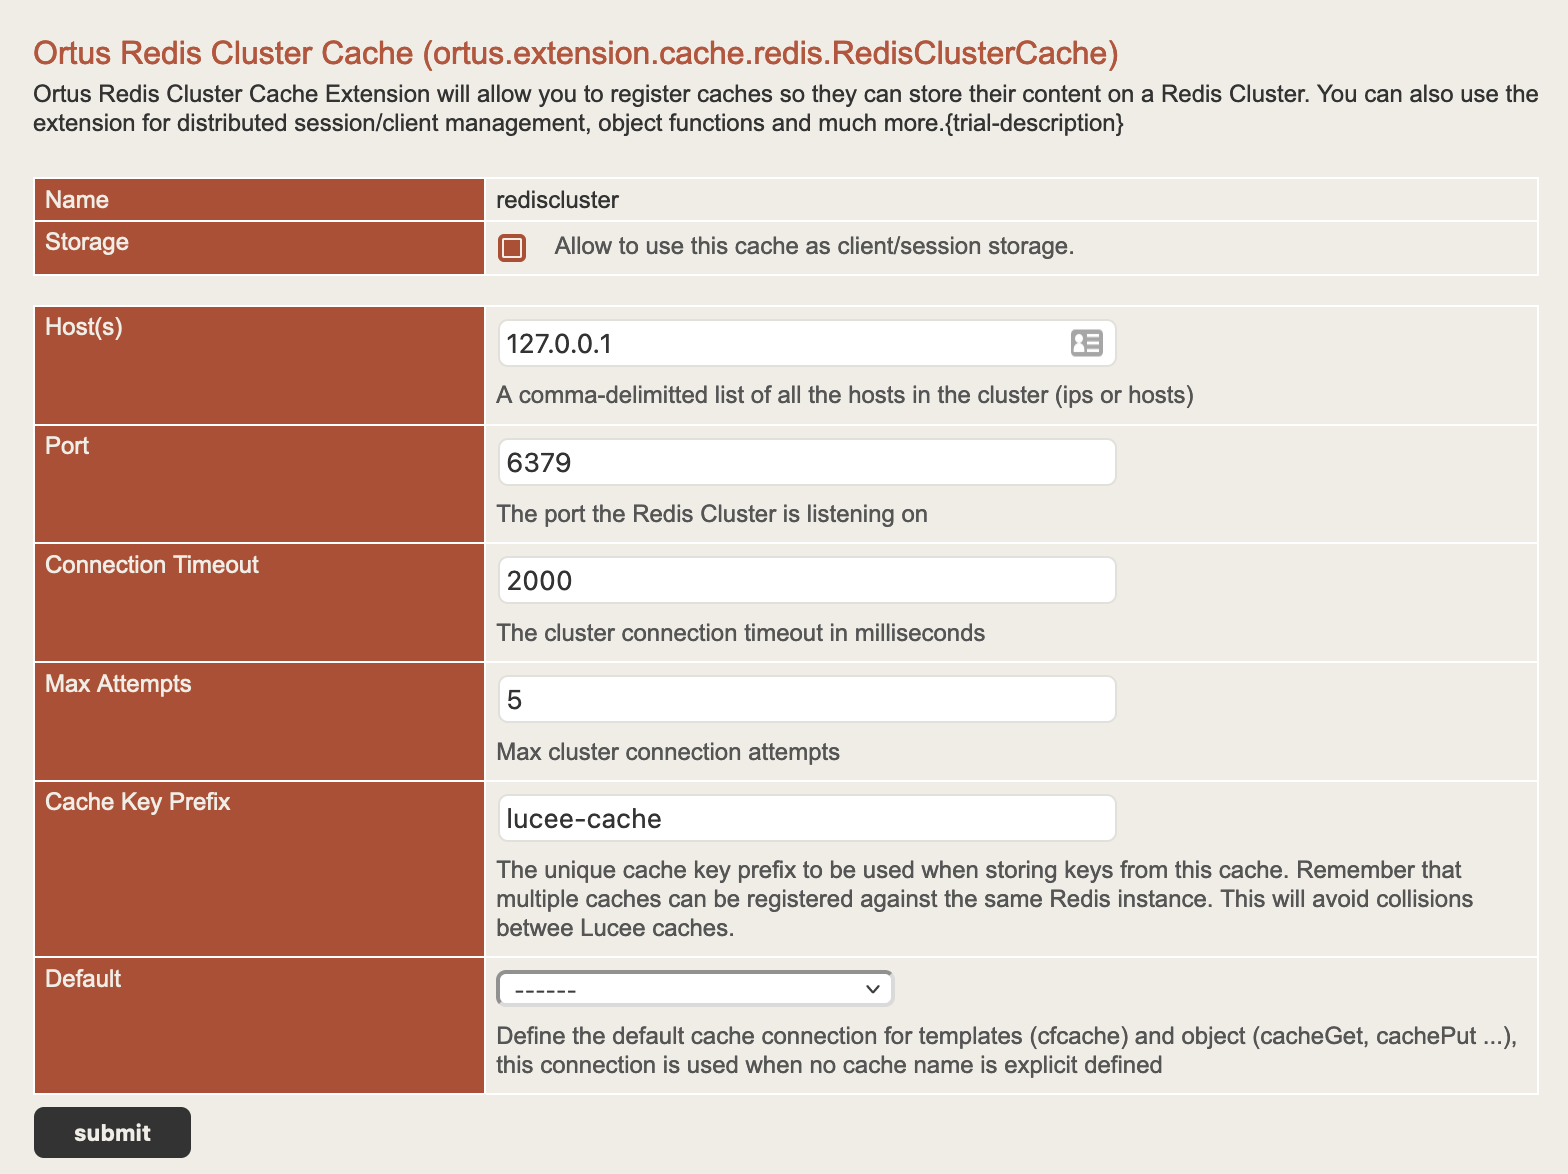 Ortus Redis Cluster Cache (ortus.extension.cache.redis.RedisClusterCache)
Ortus Redis Cluster Cache Extension will allow you to register caches so they can store their content on a Redis Cluster. You can also use the
extension for distributed session/client management, object functions and much more.{trial-description}
Name
rediscluster
Storage
Allow to use this cache as client/session storage.
Host(s)
127.0.0.1
A comma-delimitted list of all the hosts in the cluster (ips or hosts)
Port
6379
The port the Redis Cluster is listening on
Connection Timeout
2000
The cluster connection timeout in milliseconds
Max Attempts
5
Max cluster connection attempts
Cache Key Prefix
lucee-cache
The unique cache key prefix to be used when storing keys from this cache. Remember that
multiple caches can be registered against the same Redis instance. This will avoid collisions
betwee Lucee caches.
Default
------
Define the default cache connection for templates (cfcache) and object (cacheGet, cachePut ...),
this connection is used when no cache name is explicit defined
submit